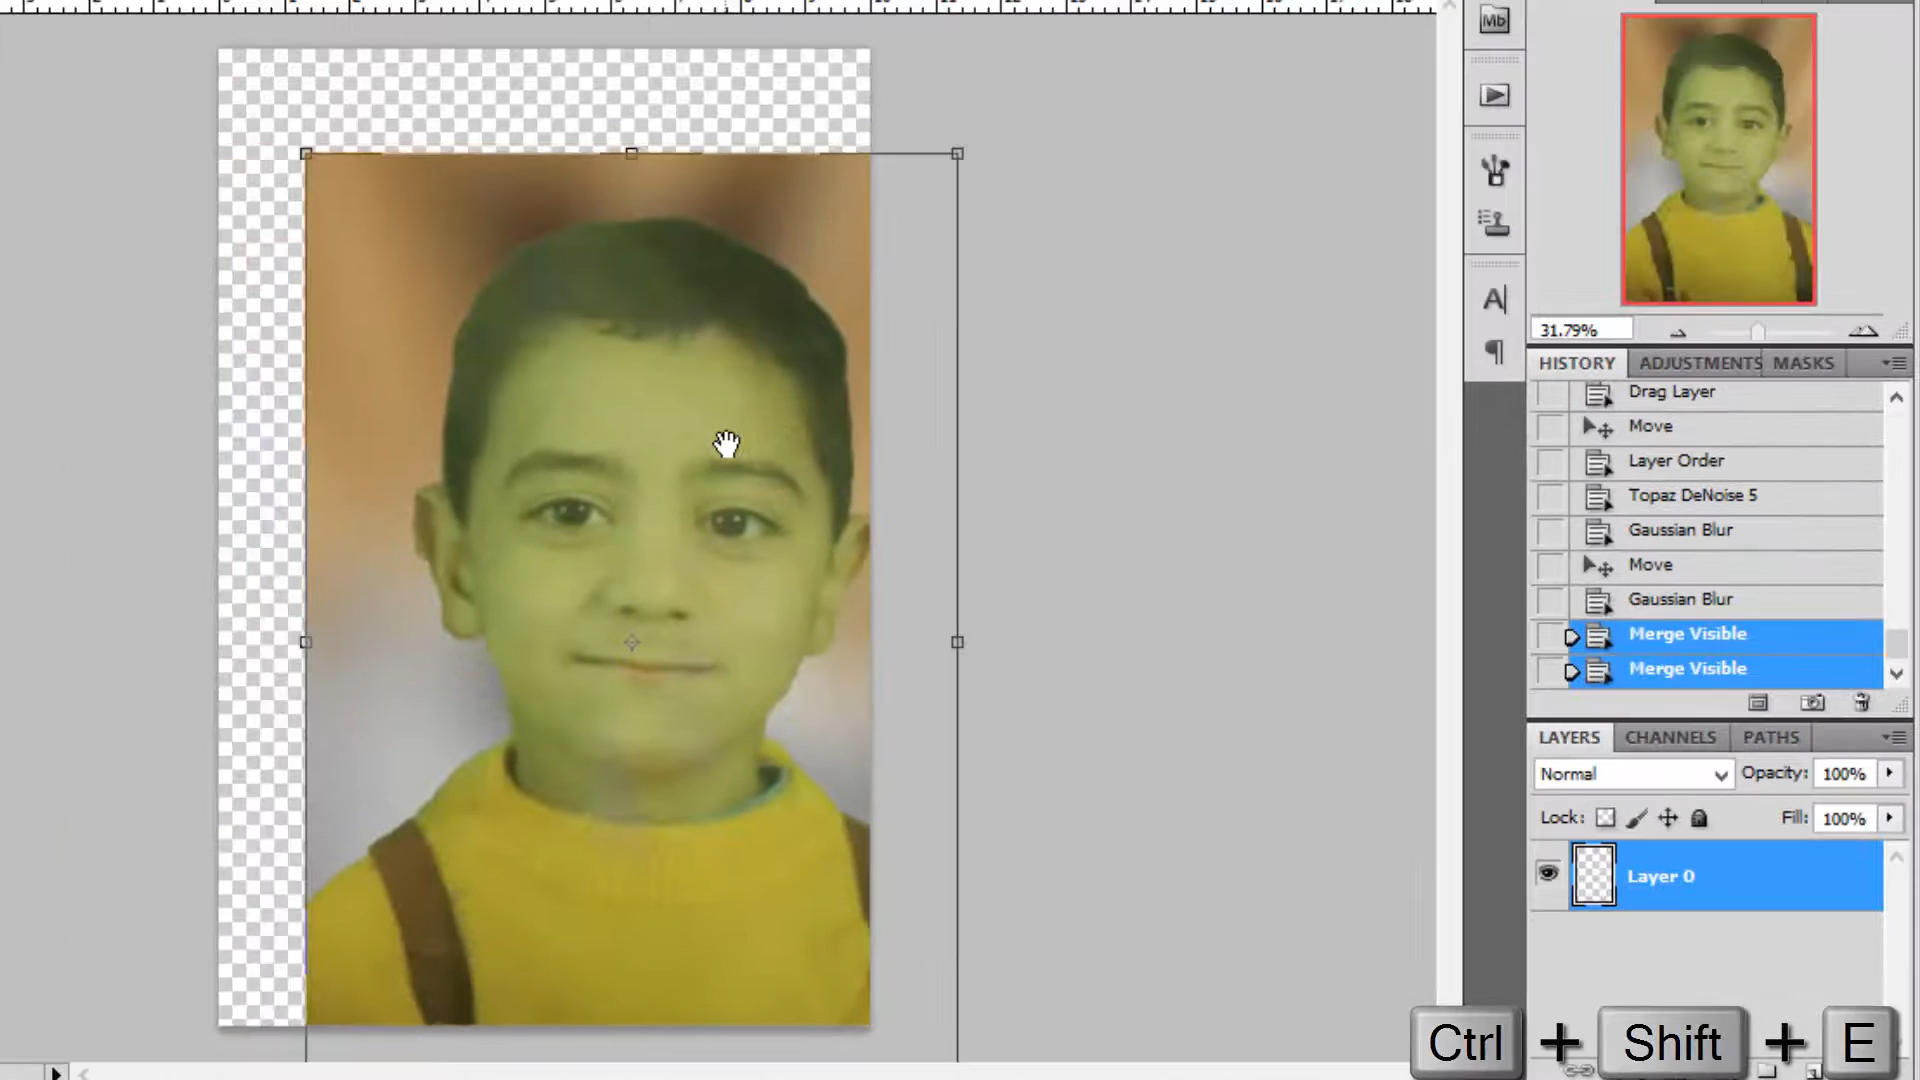 Mb
A|
¶
31.79%
HISTORY ADJUSTMENTS MASKS
Drag Layer
Move
Layer Order
Topaz DeNoise 5
Gaussian Blur
Move
Gaussian Blur
Merge Visible
Merge Visible
LAYERS CHANNELS PATHS
Normal Opacity: 100%
Lock: Fill: 100%
Layer 0
Ctrl + Shift + E